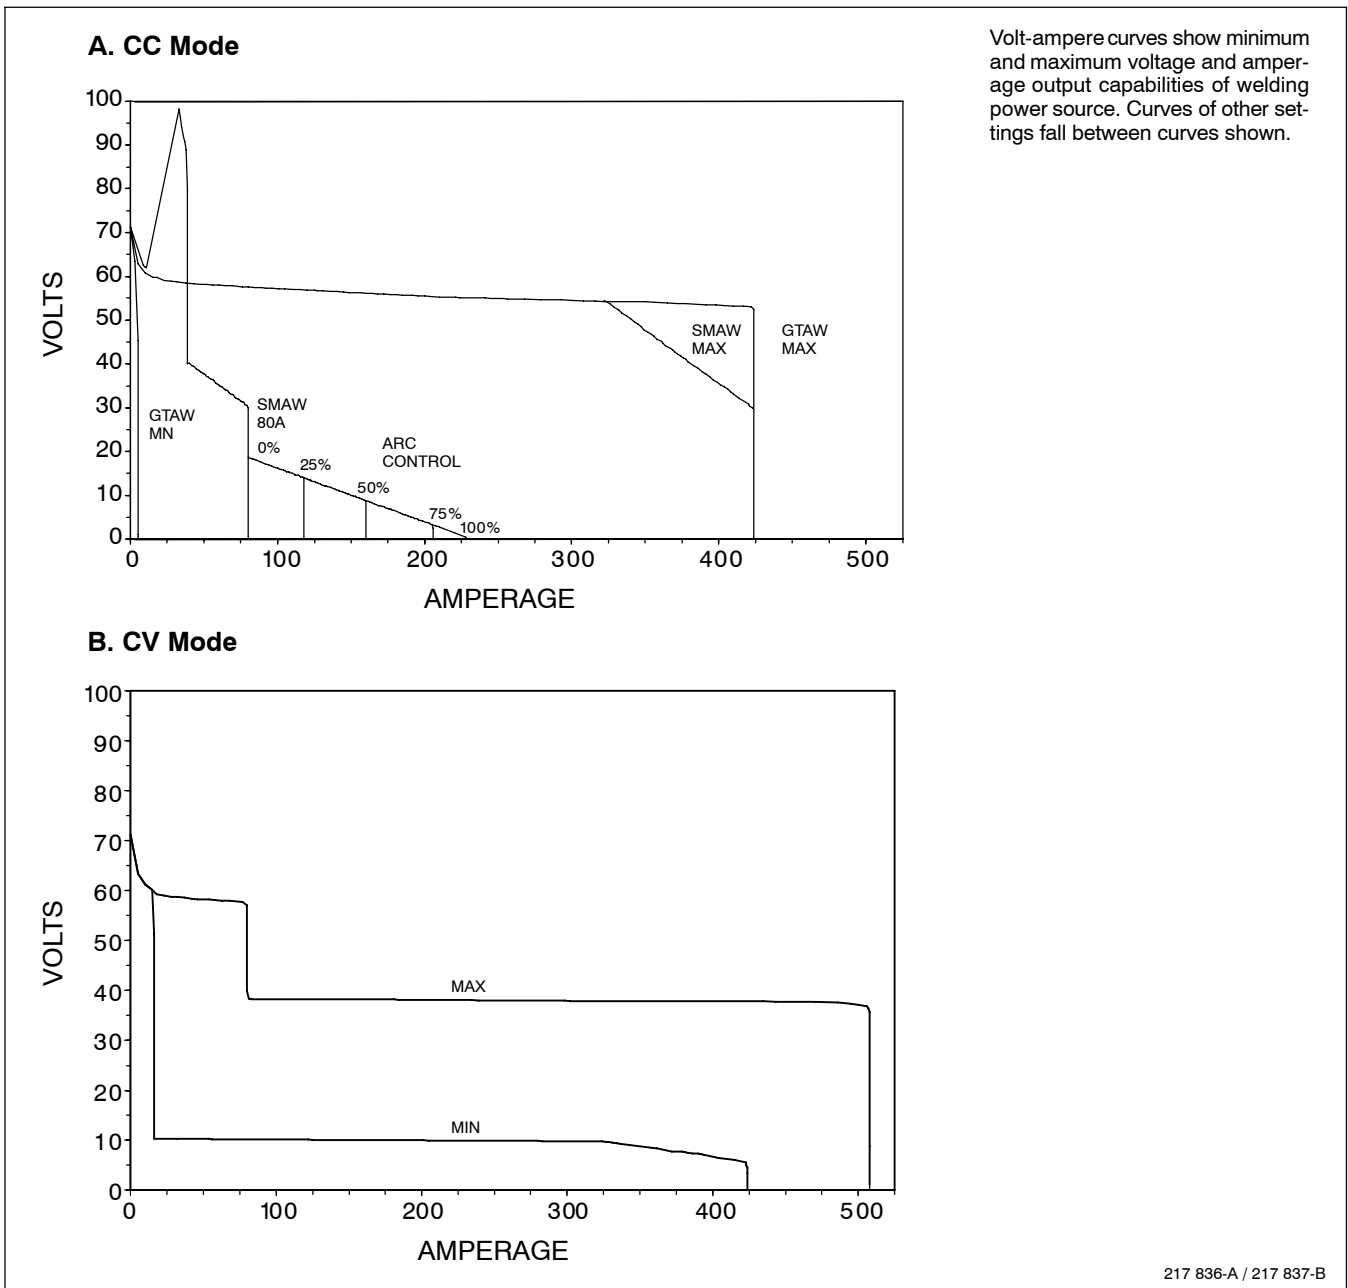 A. CC Mode
Volt-ampere curves show minimum
and maximum voltage and amper-
age output capabilities of welding
power source. Curves of other set-
tings fall between curves shown.
100
90
80
70
60
50
40
30
20
10
0
VOLTS
SMAW
MAX
GTAW
MAX
GTAW
MN
SMAW
80A
0%
25%
50%
75%
100%
ARC
CONTROL
0 100 200 300 400 500
AMPERAGE
B. CV Mode
100
90
80
70
60
50
40
30
20
10
0
VOLTS
MAX
MIN
0 100 200 300 400 500
AMPERAGE
217 836-A / 217 837-B